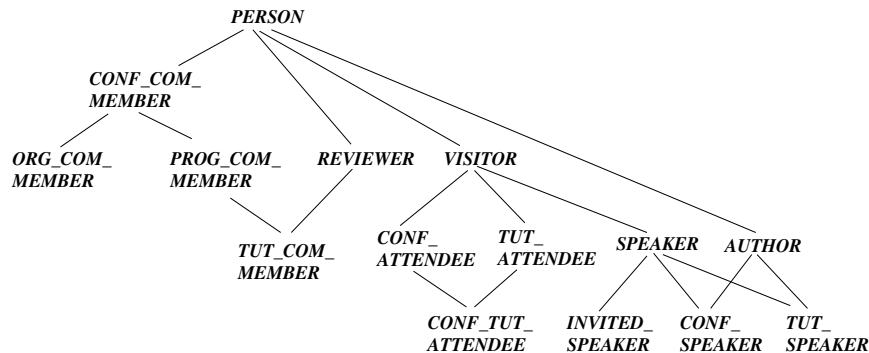 PERSON
CONF_COM_
MEMBER
ORG_COM_
MEMBER
PROG_COM_
MEMBER
REVIEWER
VISITOR
TUT_COM_
MEMBER
CONF_
ATTENDEE
TUT_
ATTENDEE
SPEAKER
AUTHOR
CONF_TUT_
ATTENDEE
INVITED_
SPEAKER
CONF_
SPEAKER
TUT_
SPEAKER